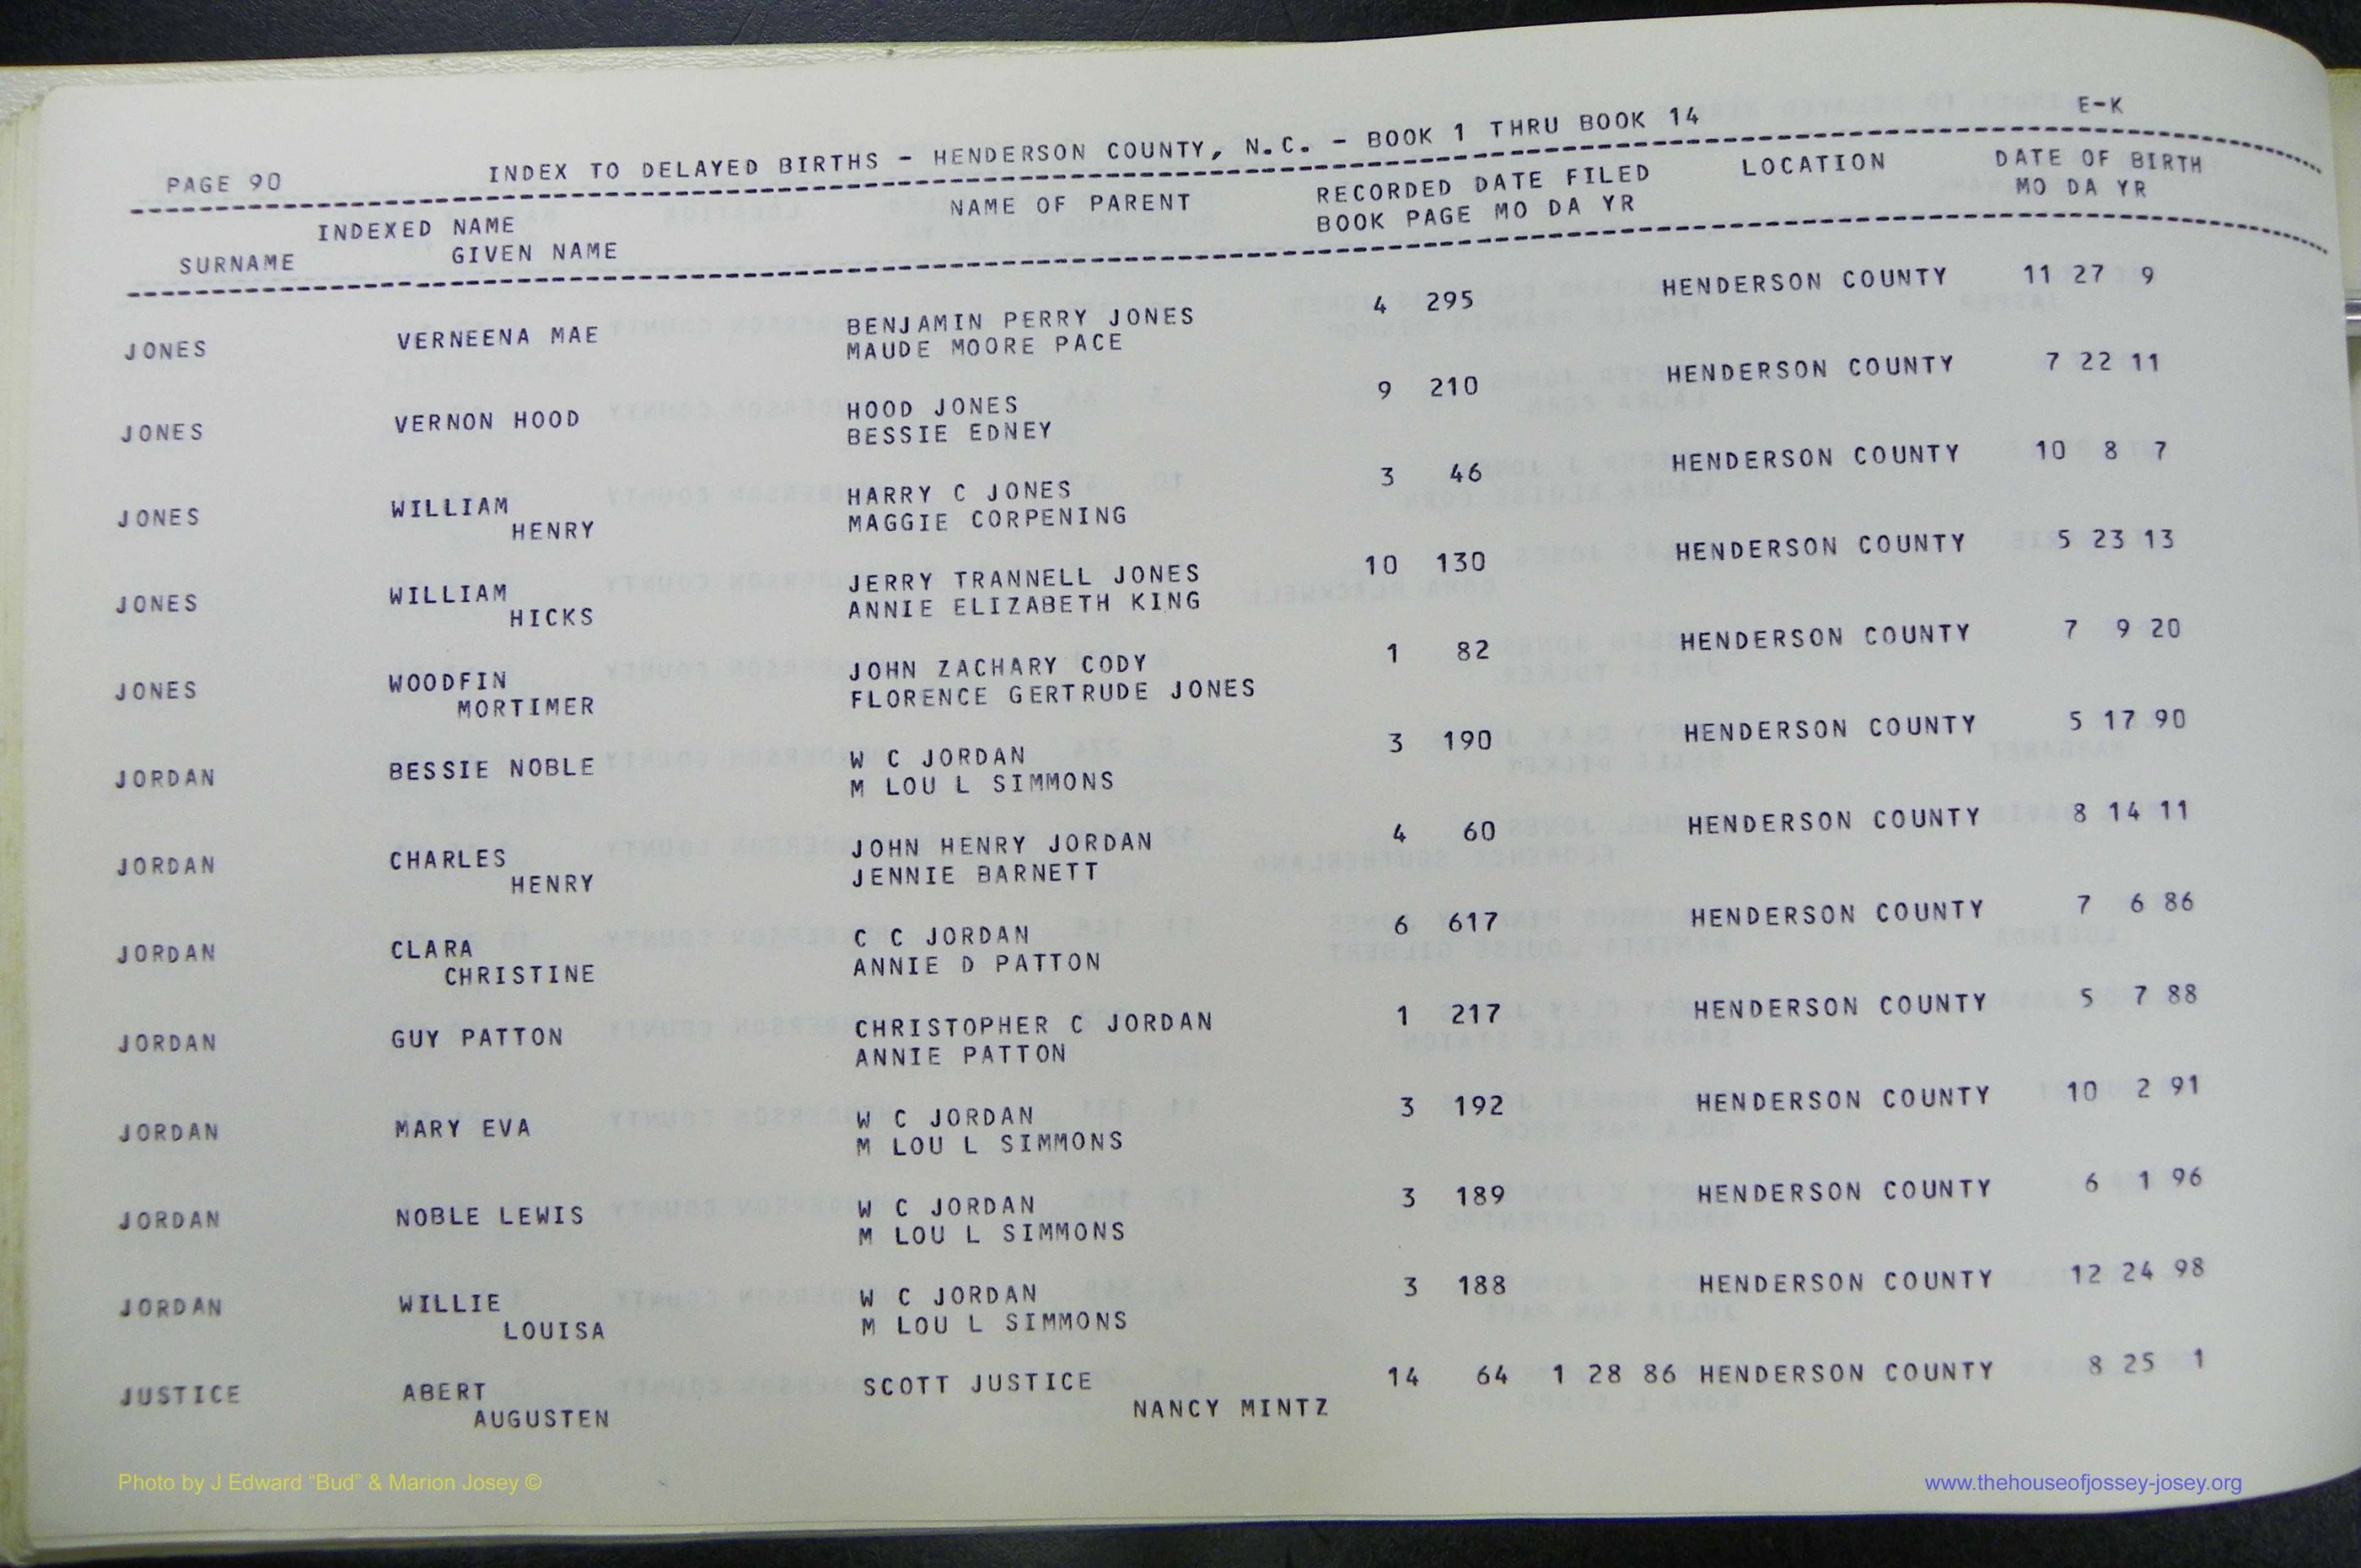 E-K
PAGE 90 INDEX TO DELAYED BIRTHS - HENDERSON COUNTY, N.C. - BOOK 1 THRU BOOK 14
INDEXED NAME NAME OF PARENT RECORDED DATE FILED LOCATION DATE OF BIRTH
SURNAME GIVEN NAME BOOK PAGE MO DA YR MO DA YR
JONES VERNEENA MAE BENJAMIN PERRY JONES 4 295 HENDERSON COUNTY 11 27 9
MAUDE MOORE PACE
JONES VERNON HOOD HOOD JONES 9 210 HENDERSON COUNTY 7 22 11
BESSIE EDNEY
JONES WILLIAM HARRY C JONES 3 46 HENDERSON COUNTY 10 8 7
HENRY MAGGIE CORPENING
JONES WILLIAM JERRY TRANNELL JONES 10 130 HENDERSON COUNTY 5 23 13
HICKS ANNIE ELIZABETH KING
JONES WOODFIN JOHN ZACHARY CODY 1 82 HENDERSON COUNTY 7 9 20
MORTIMER FLORENCE GERTRUDE JONES
JORDAN BESSIE NOBLE W C JORDAN 3 190 HENDERSON COUNTY 5 17 90
M LOU L SIMMONS
JORDAN CHARLES JOHN HENRY JORDAN 4 60 HENDERSON COUNTY 8 14 11
HENRY JENNIE BARNETT
JORDAN CLARA C C JORDAN 6 617 HENDERSON COUNTY 7 6 86
CHRISTINE ANNIE D PATTON
JORDAN GUY PATTON CHRISTOPHER C JORDAN 1 217 HENDERSON COUNTY 5 7 88
ANNIE PATTON
JORDAN MARY EVA W C JORDAN 3 192 HENDERSON COUNTY 10 2 91
M LOU L SIMMONS
JORDAN NOBLE LEWIS W C JORDAN 3 189 HENDERSON COUNTY 6 1 96
M LOU L SIMMONS
JORDAN WILLIE W C JORDAN 3 188 HENDERSON COUNTY 12 24 98
LOUISA M LOU L SIMMONS
JUSTICE ABERT SCOTT JUSTICE 14 64 1 28 86 HENDERSON COUNTY 8 25 1
AUGUSTEN NANCY MINTZ
Photo by J Edward “Bud” & Marion Josey © www.thehouseofjossey-josey.org